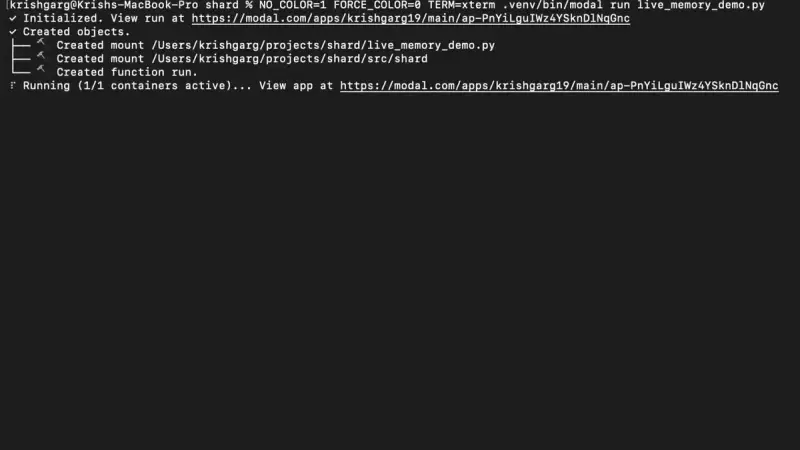 krishgarg@Krishs-MacBook-Pro shard % NO_COLOR=1 FORCE_COLOR=0 TERM=xterm .venv/bin/modal run live_memory_demo.py
✓ Initialized. View run at https://modal.com/apps/krishgarg19/main/ap-PnYiLguIWz4YSknDlNqGnc
✓ Created objects.
├── 🔨 Created mount /Users/krishgarg/projects/shard/live_memory_demo.py
├── 🔨 Created mount /Users/krishgarg/projects/shard/src/shard
└── 🔨 Created function run.
Running (1/1 containers active)... View app at https://modal.com/apps/krishgarg19/main/ap-PnYiLguIWz4YSknDlNqGnc